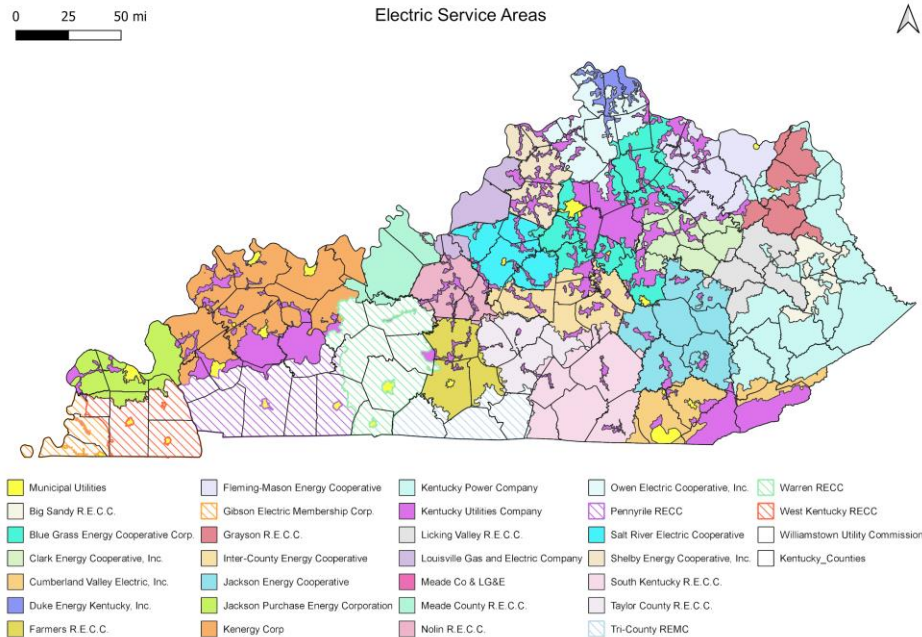 Electric Service Areas
0 25 50 mi
Municipal Utilities
Big Sandy R.E.C.C.
Blue Grass Energy Cooperative Corp.
Clark Energy Cooperative, Inc.
Cumberland Valley Electric, Inc.
Duke Energy Kentucky, Inc.
Farmers R.E.C.C.
Fleming-Mason Energy Cooperative
Gibson Electric Membership Corp.
Grayson R.E.C.C.
Inter-County Energy Cooperative
Jackson Energy Cooperative
Jackson Purchase Energy Corporation
Kenergy Corp
Kentucky Power Company
Kentucky Utilities Company
Licking Valley R.E.C.C.
Louisville Gas and Electric Company
Meade Co & LG&E
Meade County R.E.C.C.
Nolin R.E.C.C.
Owen Electric Cooperative, Inc.
Pennyrile RECC
Salt River Electric Cooperative
Shelby Energy Cooperative, Inc.
South Kentucky R.E.C.C.
Taylor County R.E.C.C.
Tri-County REMC
Warren RECC
West Kentucky RECC
Williamstown Utility Commission
Kentucky_Counties